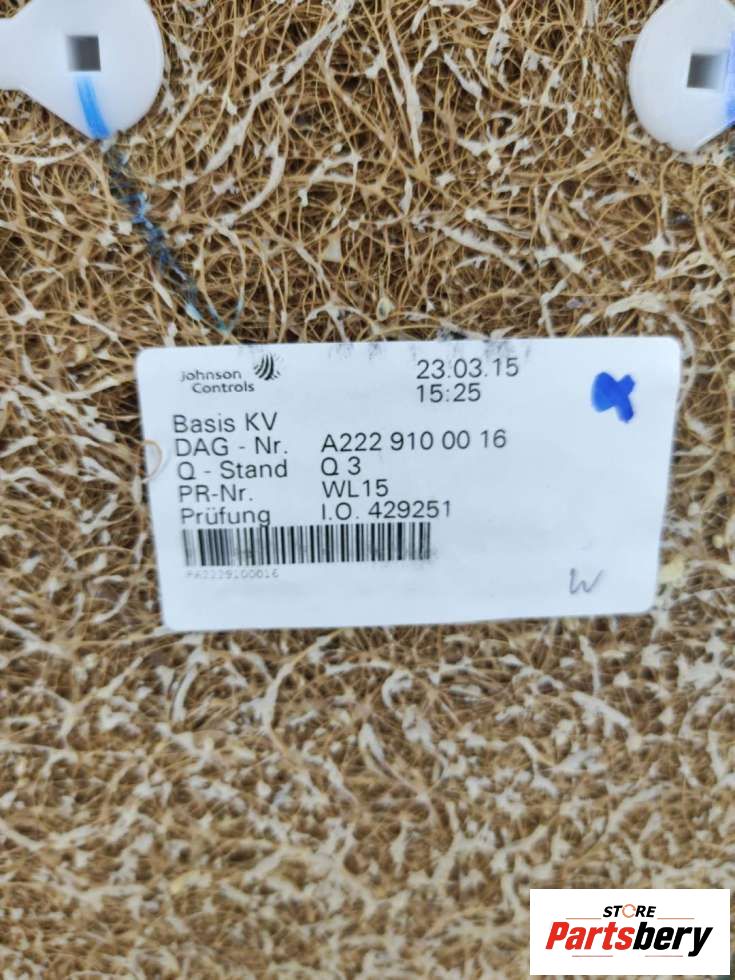 Johnson
Controls
23.03.15
15:25
Basis KV
DAG - Nr. A222 910 00 16
Q - Stand Q 3
PR-Nr. WL15
Prüfung I.O. 429251
PA2229100016
W
STORE
Partsbery